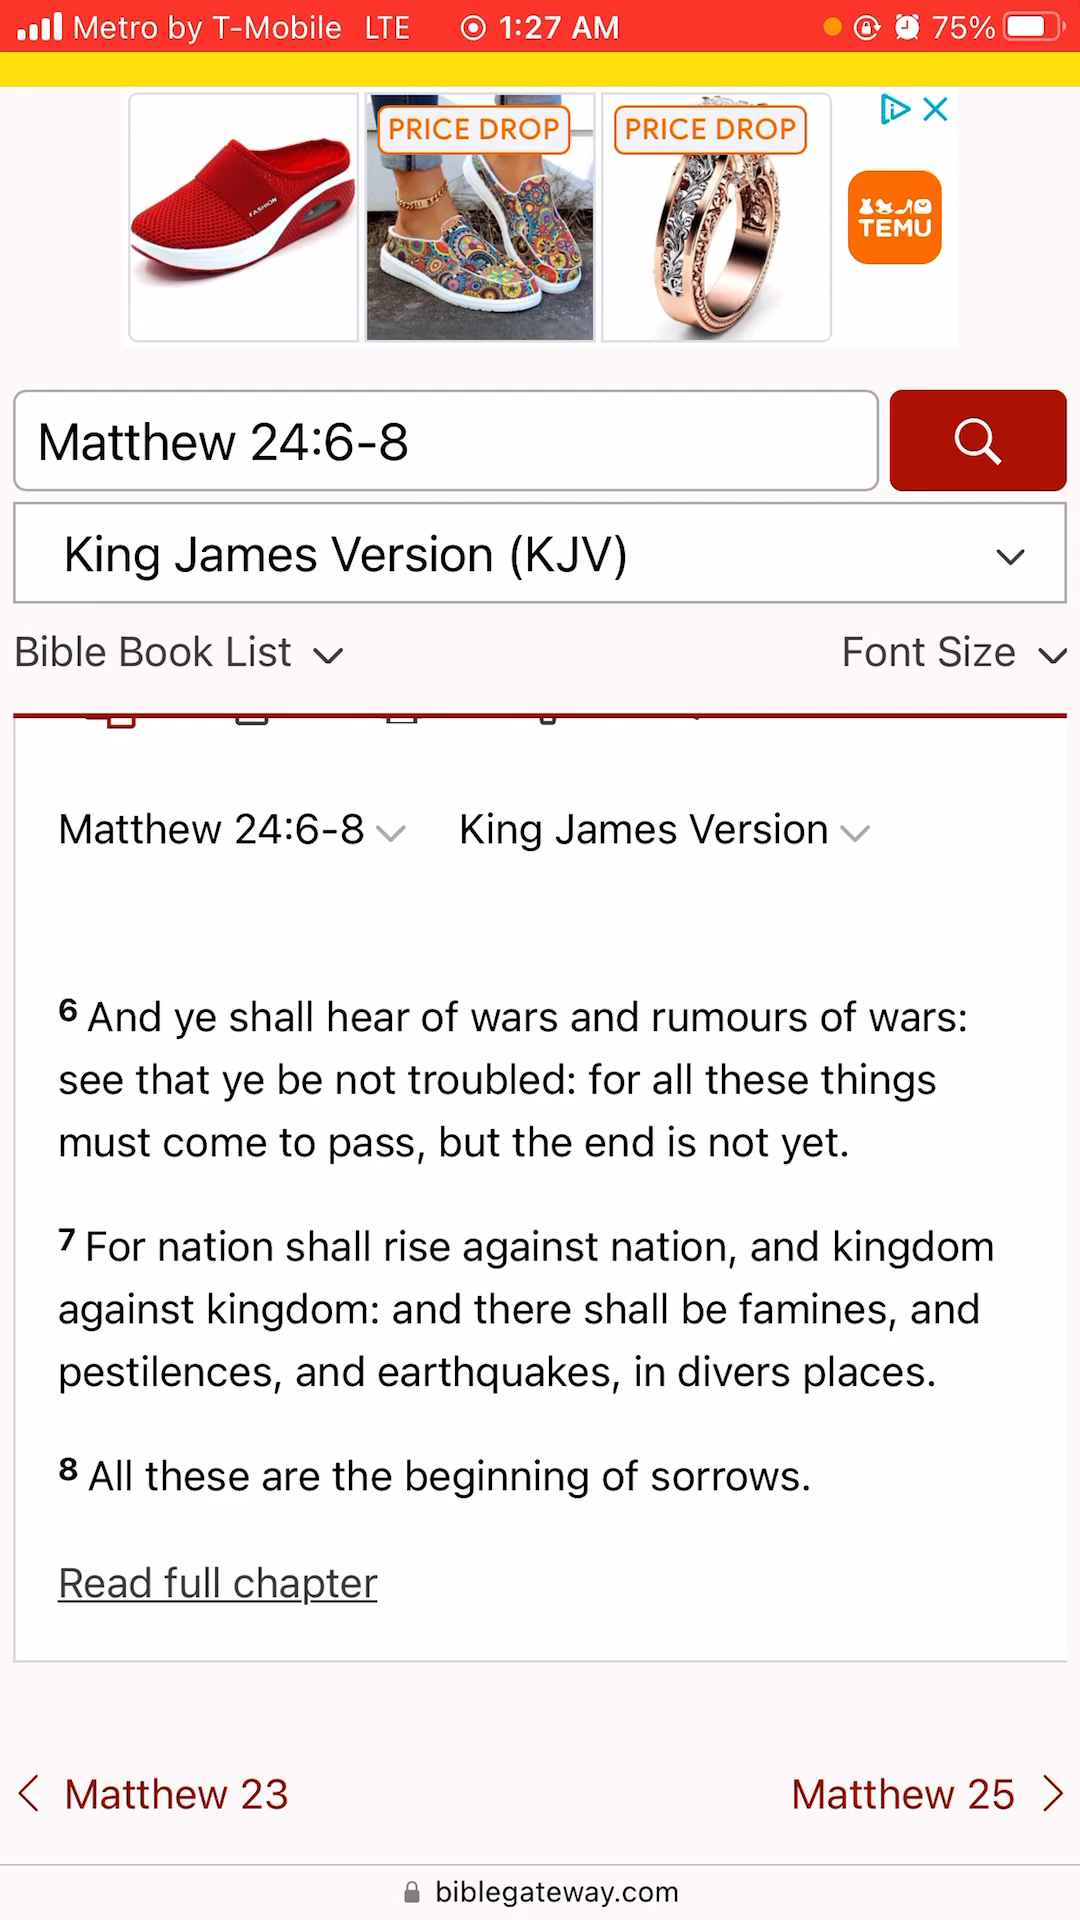 Metro by T-Mobile LTE 1:27 AM 75%
PRICE DROP PRICE DROP
FASHION
TEMU
Matthew 24:6-8
King James Version (KJV)
Bible Book List Font Size
Matthew 24:6-8 King James Version
6 And ye shall hear of wars and rumours of wars:
see that ye be not troubled: for all these things
must come to pass, but the end is not yet.
7 For nation shall rise against nation, and kingdom
against kingdom: and there shall be famines, and
pestilences, and earthquakes, in divers places.
8 All these are the beginning of sorrows.
Read full chapter
Matthew 23 Matthew 25
biblegateway.com